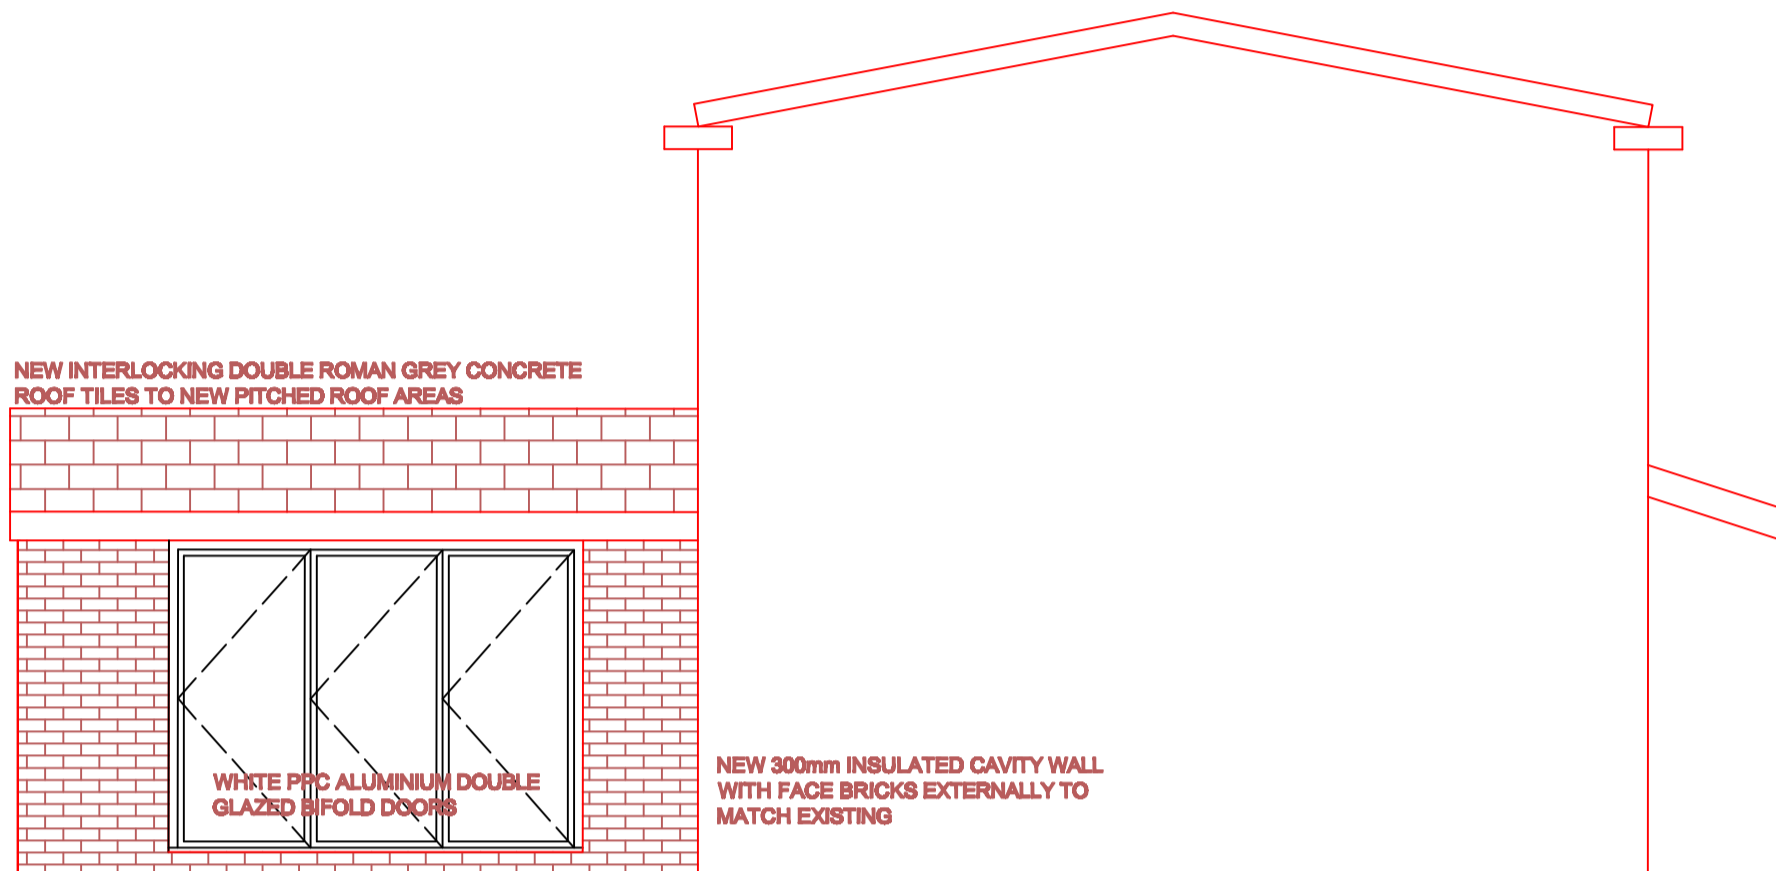 NEW INTERLOCKING DOUBLE ROMAN GREY CONCRETE
ROOF TILES TO NEW PITCHED ROOF AREAS
WHITE PPC ALUMINIUM DOUBLE
GLAZED BIFOLD DOORS
NEW 300mm INSULATED CAVITY WALL
WITH FACE BRICKS EXTERNALLY TO
MATCH EXISTING